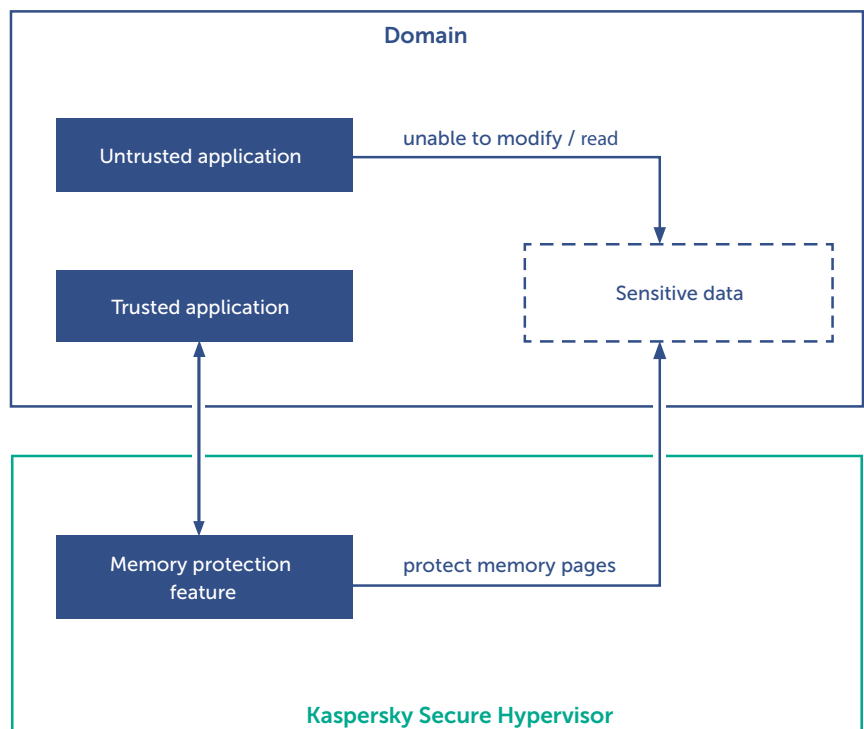 Domain
Untrusted application
unable to modify / read
Trusted application
Sensitive data
Memory protection
feature
protect memory pages
Kaspersky Secure Hypervisor